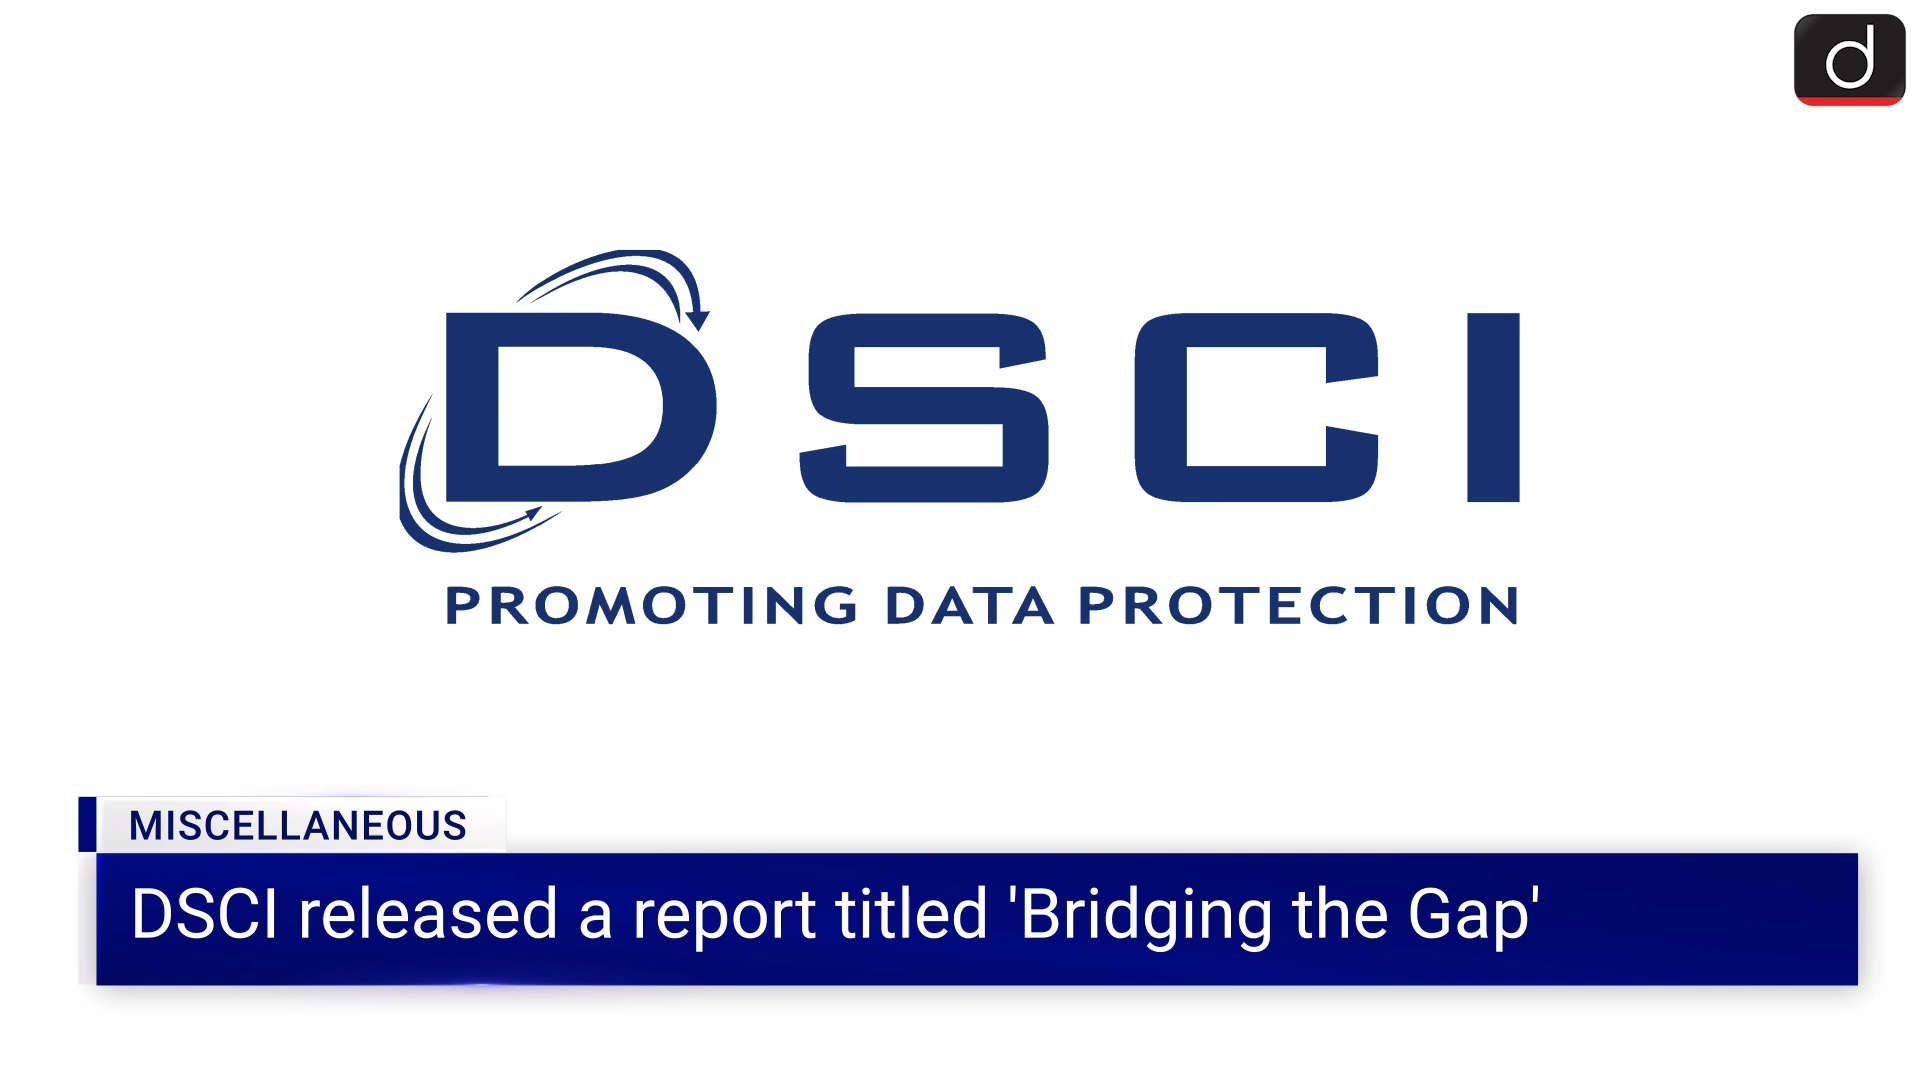 d
DSCI
PROMOTING DATA PROTECTION
MISCELLANEOUS
DSCI released a report titled 'Bridging the Gap'